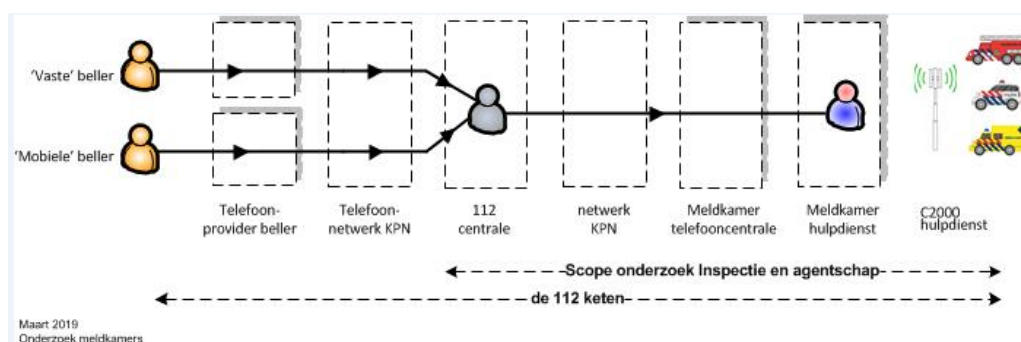 'Vaste' beller
'Mobiele' beller
Telefoon-
provider beller
Telefoon-
netwerk KPN
112
centrale
netwerk
KPN
Meldkamer
telefooncentrale
Meldkamer
hulpdienst
C2000
hulpdienst
Scope onderzoek Inspectie en agentschap
de 112 keten
Maart 2019
Onderzoek meldkamers